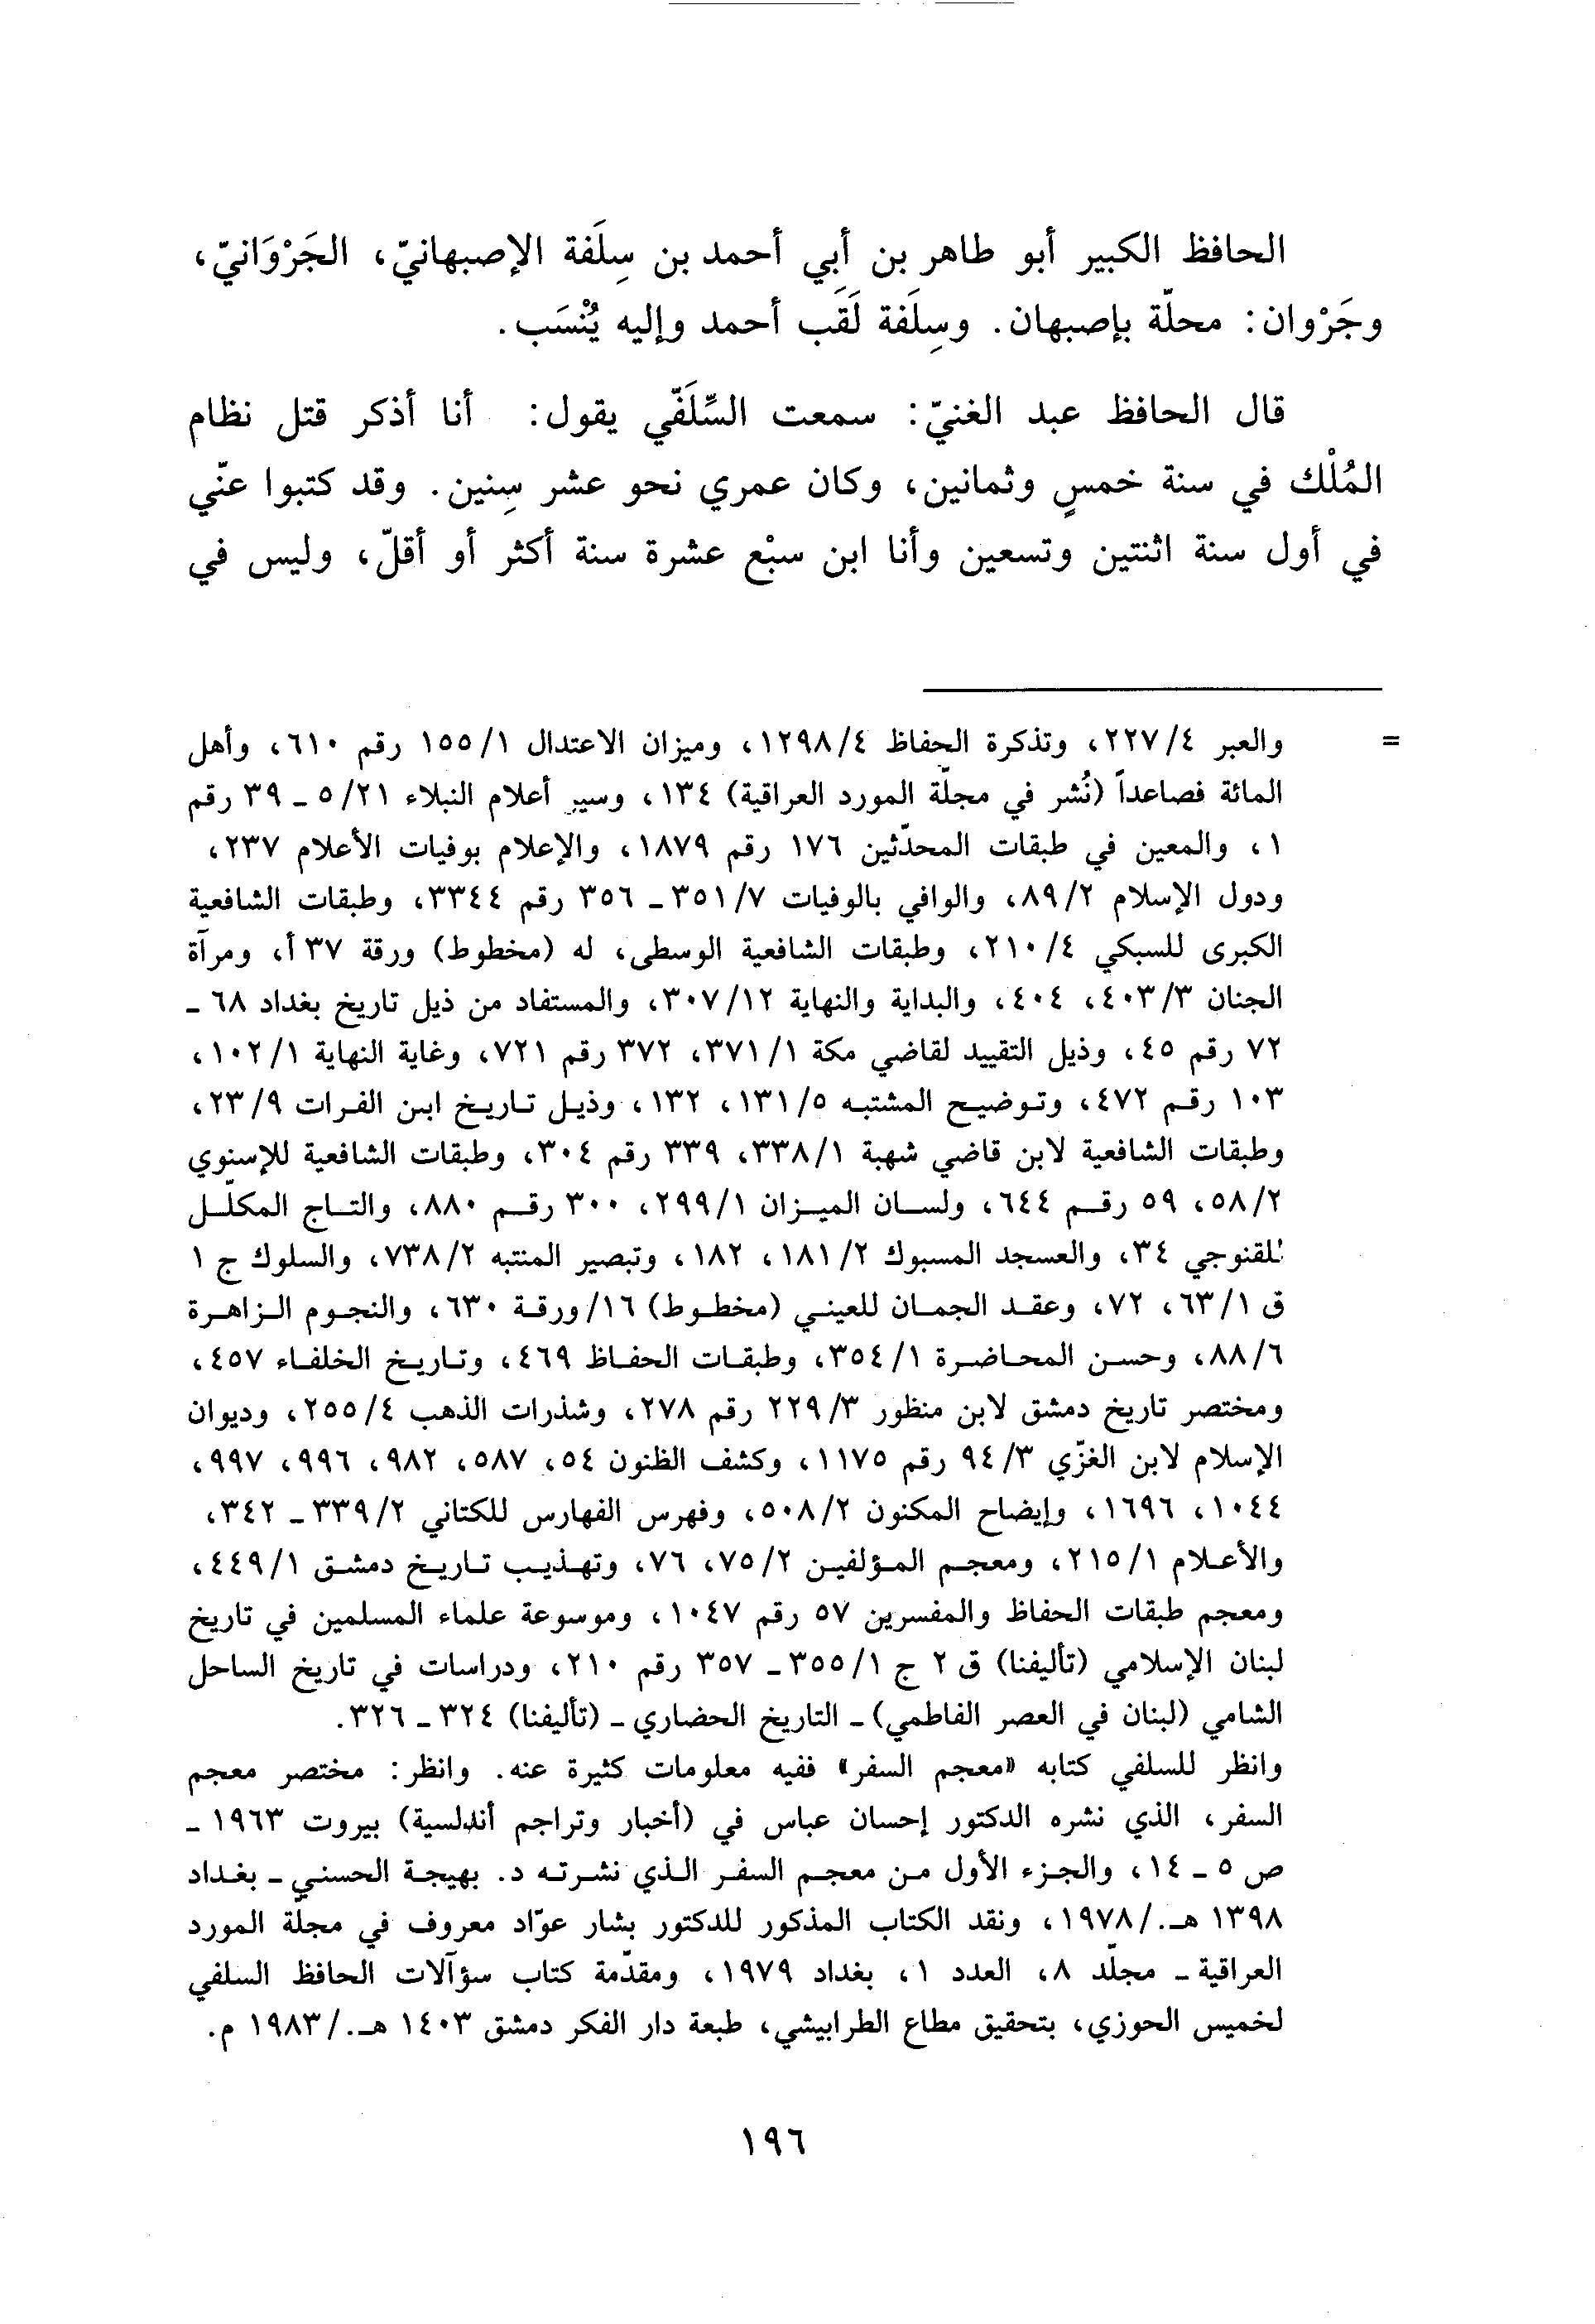 الحافظ الكبير أبو طاهر بن أَبِي أحمد بن سِلَفة الإصبهانيّ، الجَرْوَانيّ،
وجَرْوان: محلّة بإصبهان. وسِلَفة لَقَب أحمد وإليه يُنْسَب.
قال الحافظ عبد الغنيّ: سمعت السِّلَفّي يقول: أنا أذكر قتل نظام
المُلْك في سنة خمسٍ وثمانين، وكان عمري نحو عشر سِنين. وقد كتبوا عنّي
في أول سنة اثنتين وتسعين وأنا ابن سبْع عشرة سنة أكثر أو أقلّ، وليس في
= والعبر ٤/٢٢٧، وتذكرة الحفاظ ٤/١٢٩٨، وميزان الاعتدال ١/١٥٥ رقم ٦١٠، وأهل
المائة فصاعداً (نُشر في مجلّة المورد العراقية) ١٣٤، وسير أعلام النبلاء ٢١/٥ ـ ٣٩ رقم
١، والمعين في طبقات المحدّثين ١٧٦ رقم ١٨٧٩، والإعلام بوفيات الأعلام ٢٣٧،
ودول الإسلام ٢/٨٩، والوافي بالوفيات ٧/٣٥١ ـ ٣٥٦ رقم ٣٣٤٤، وطبقات الشافعية
الكبرى للسبكي ٤/٢١٠، وطبقات الشافعية الوسطى، له (مخطوط) ورقة ٣٧ أ، ومرآة
الجنان ٣/٤٠٣، ٤٠٤، والبداية والنهاية ١٢/٣٠٧، والمستفاد من ذيل تاريخ بغداد ٦٨ ـ
٧٢ رقم ٤٥، وذيل التقييد لقاضي مكة ١/٣٧١، ٣٧٢ رقم ٧٢١، وغاية النهاية ١/١٠٢،
١٠٣ رقم ٤٧٢، وتوضيح المشتبه ٥/١٣١، ١٣٢، وذيل تاريخ ابن الفرات ٩/٢٣،
وطبقات الشافعية لابن قاضي شهبة ١/٣٣٨، ٣٣٩ رقم ٣٠٤، وطبقات الشافعية للإسنوي
٢/٥٨، ٥٩ رقم ٦٤٤، ولسان الميزان ١/٢٩٩، ٣٠٠ رقم ٨٨٠، والتاج المكلّل
للقنوجي ٣٤، والعسجد المسبوك ٢/١٨١، ١٨٢، وتبصير المنتبه ٢/٧٣٨، والسلوك ج ١
ق ١/٦٣، ٧٢، وعقد الجمان للعيني (مخطوط) ١٦/ورقة ٦٣٠، والنجوم الزاهرة
٦/٨٨، وحسن المحاضرة ١/٣٥٤، وطبقات الحفاظ ٤٦٩، وتاريخ الخلفاء ٤٥٧،
ومختصر تاريخ دمشق لابن منظور ٣/٢٢٩ رقم ٢٧٨، وشذرات الذهب ٤/٢٥٥، وديوان
الإسلام لابن الغزّي ٣/٩٤ رقم ١١٧٥، وكشف الظنون ٥٤، ٥٨٧، ٩٨٢، ٩٩٦، ٩٩٧،
١٠٤٤، ١٦٩٦، وإيضاح المكنون ٢/٥٠٨، وفهرس الفهارس للكتاني ٢/٣٣٩ ـ ٣٤٢،
والأعلام ١/٢١٥، ومعجم المؤلفين ٢/٧٥، ٧٦، وتهذيب تاريخ دمشق ١/٤٤٩،
ومعجم طبقات الحفاظ والمفسرين ٥٧ رقم ١٠٤٧، وموسوعة علماء المسلمين في تاريخ
لبنان الإسلامي (تأليفنا) ق ٢ ج ١/٣٥٥ ـ ٣٥٧ رقم ٢١٠، ودراسات في تاريخ الساحل
الشامي (لبنان في العصر الفاطمي) ـ التاريخ الحضاري ـ (تأليفنا) ٣٢٤ ـ ٣٢٦.
وانظر للسلفي كتابه «معجم السفر» ففيه معلومات كثيرة عنه. وانظر: مختصر معجم
السفر، الذي نشره الدكتور إحسان عباس في (أخبار وتراجم أندلسية) بيروت ١٩٦٣ ـ
ص ٥ ـ ١٤، والجزء الأول من معجم السفر الذي نشرته د. بهيجة الحسني ـ بغداد
١٣٩٨ هـ./١٩٧٨، ونقد الكتاب المذكور للدكتور بشار عوّاد معروف في مجلّة المورد
العراقية ـ مجلّد ٨، العدد ١، بغداد ١٩٧٩، ومقدّمة كتاب سؤآلات الحافظ السلفي
لخميس الحوزي، بتحقيق مطاع الطرابيشي، طبعة دار الفكر دمشق ١٤٠٣ هـ./١٩٨٣ م.
١٩٦